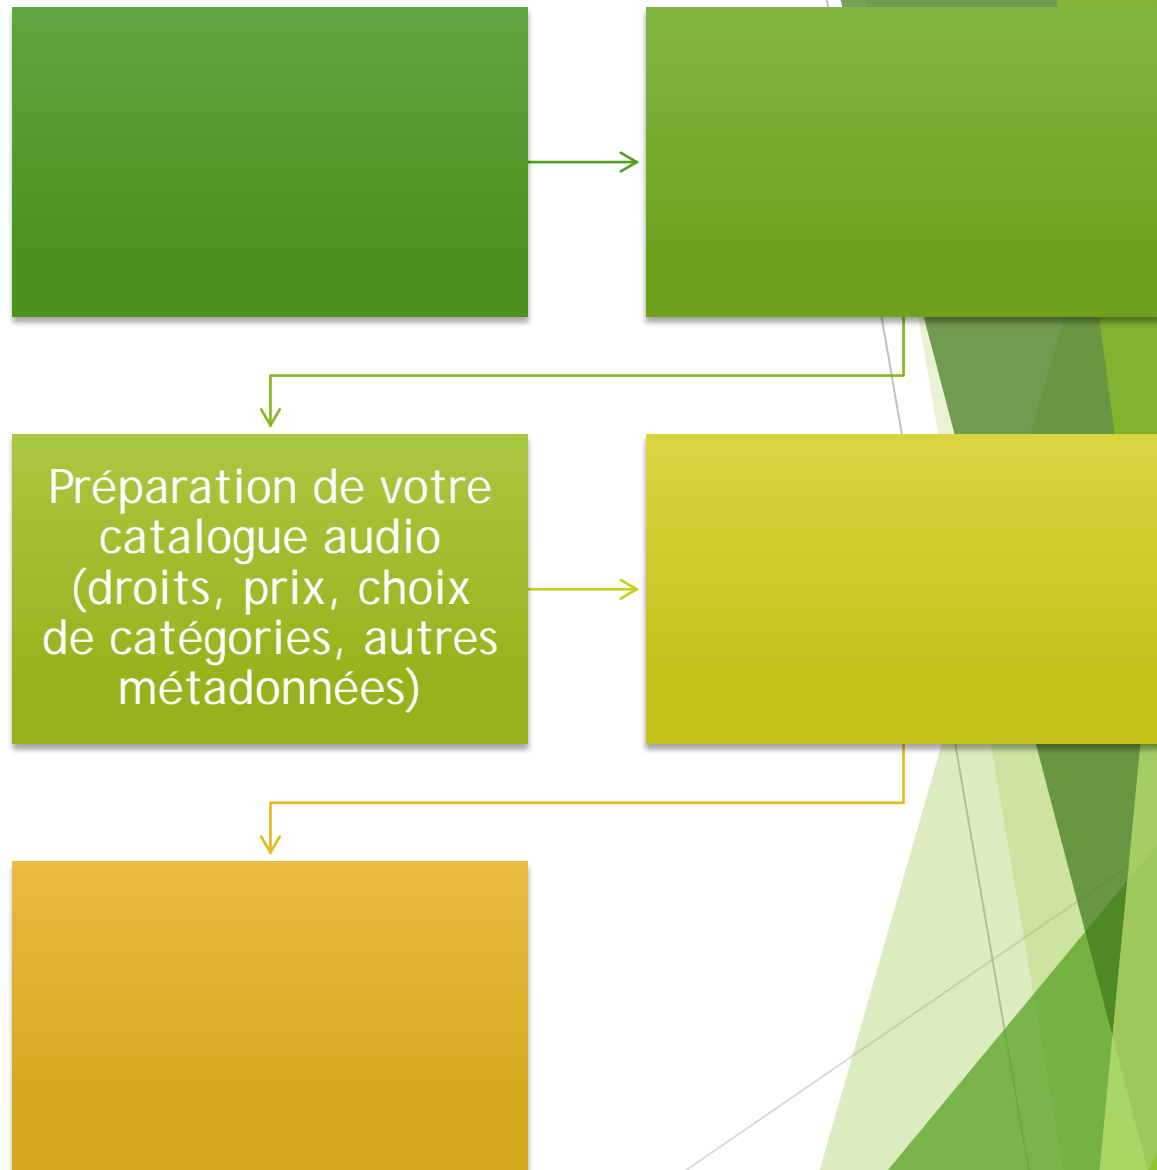 Préparation de votre
catalogue audio
(droits, prix, choix
de catégories, autres
métadonnées)